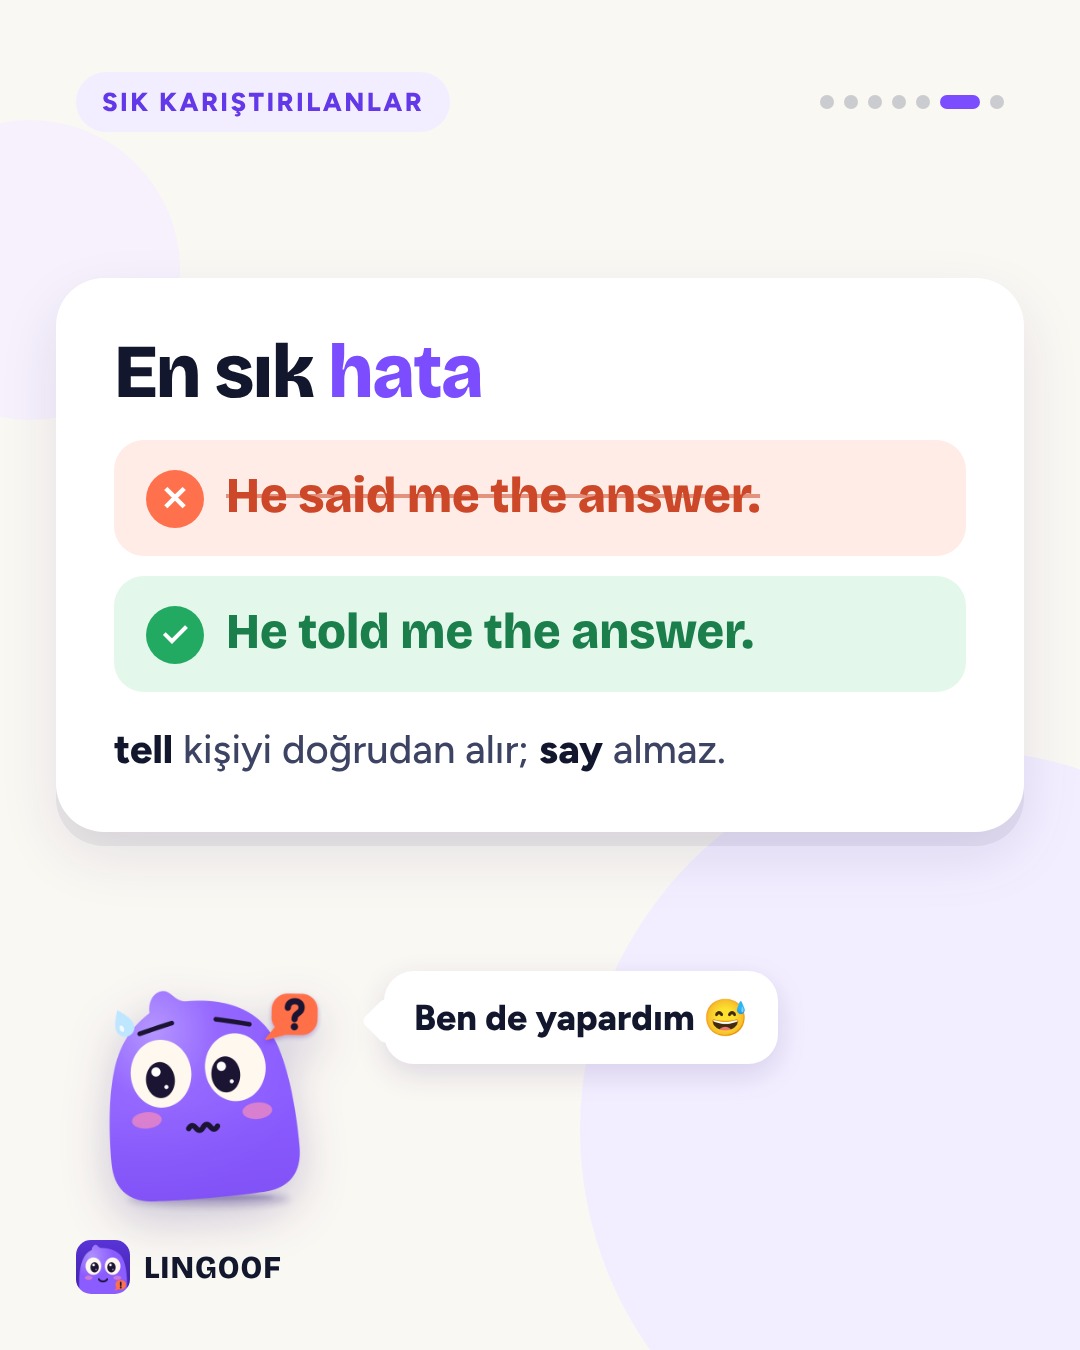 SIK KARIŞTIRILANLAR
En sık hata
He said me the answer.
He told me the answer.
tell kişiyi doğrudan alır; say almaz.
?
Ben de yapardım 😅
LINGOOF